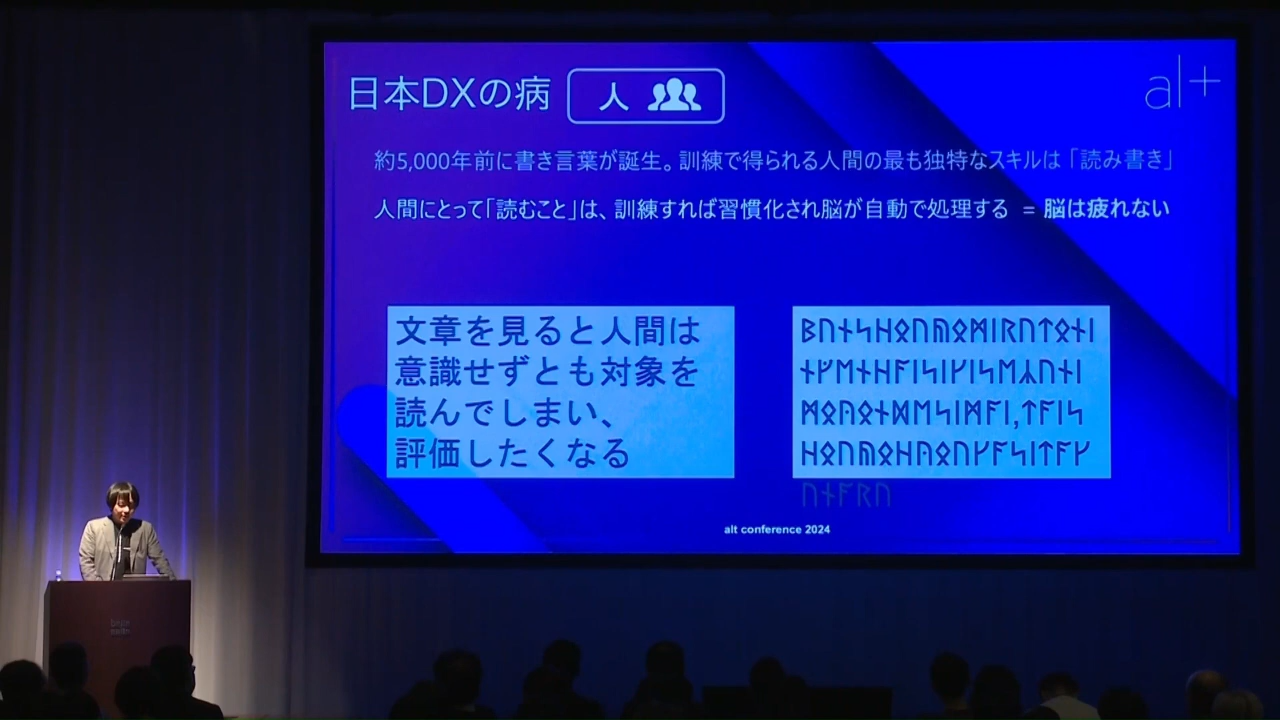 日本DXの病
人
al+
約5,000年前に書き言葉が誕生。訓練で得られる人間の最も独特なスキルは「読み書き」
人間にとって「読むこと」は、訓練すれば習慣化され脳が自動で処理する = 脳は疲れない
文章を見ると人間は
意識せずとも対象を
読んでしまい、
評価したくなる
alt conference 2024